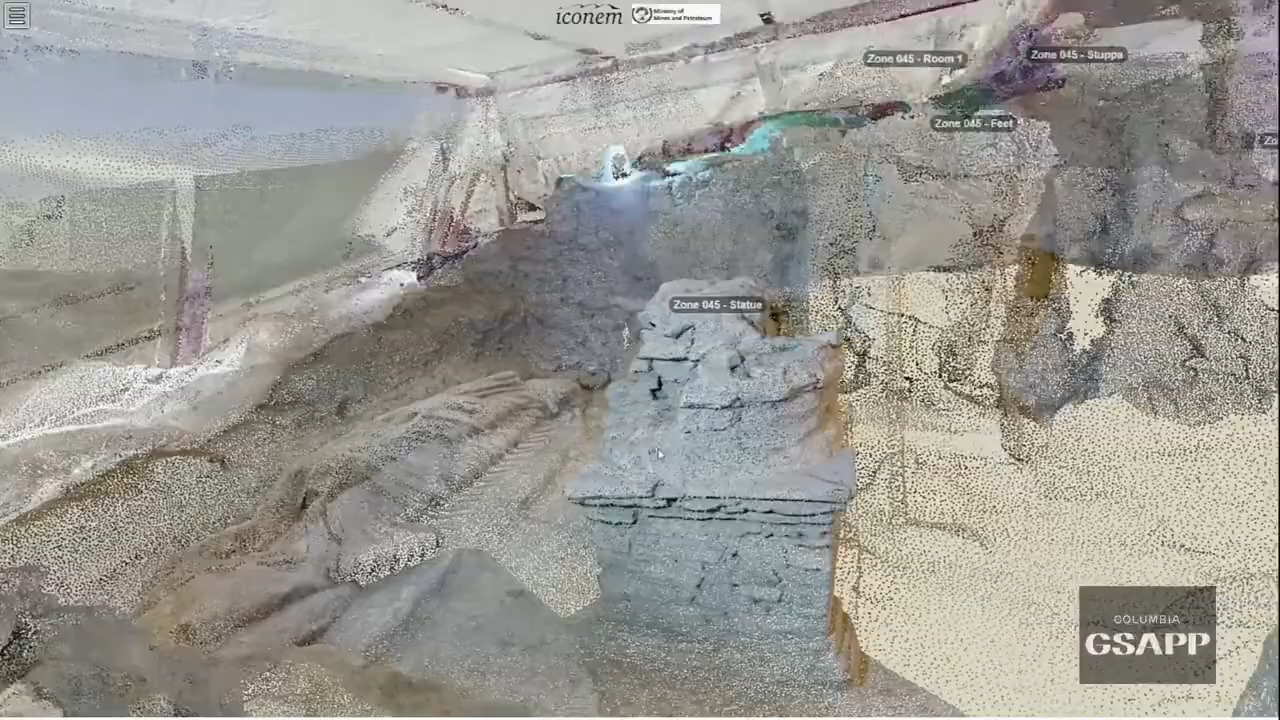 iconem
Ministry of
Mines and Petroleum
Zone 045 - Room 1
Zone 045 - Stuppa
Zone 045 - Feet
Zo
Zone 045 - Statue
COLUMBIA
GSAPP